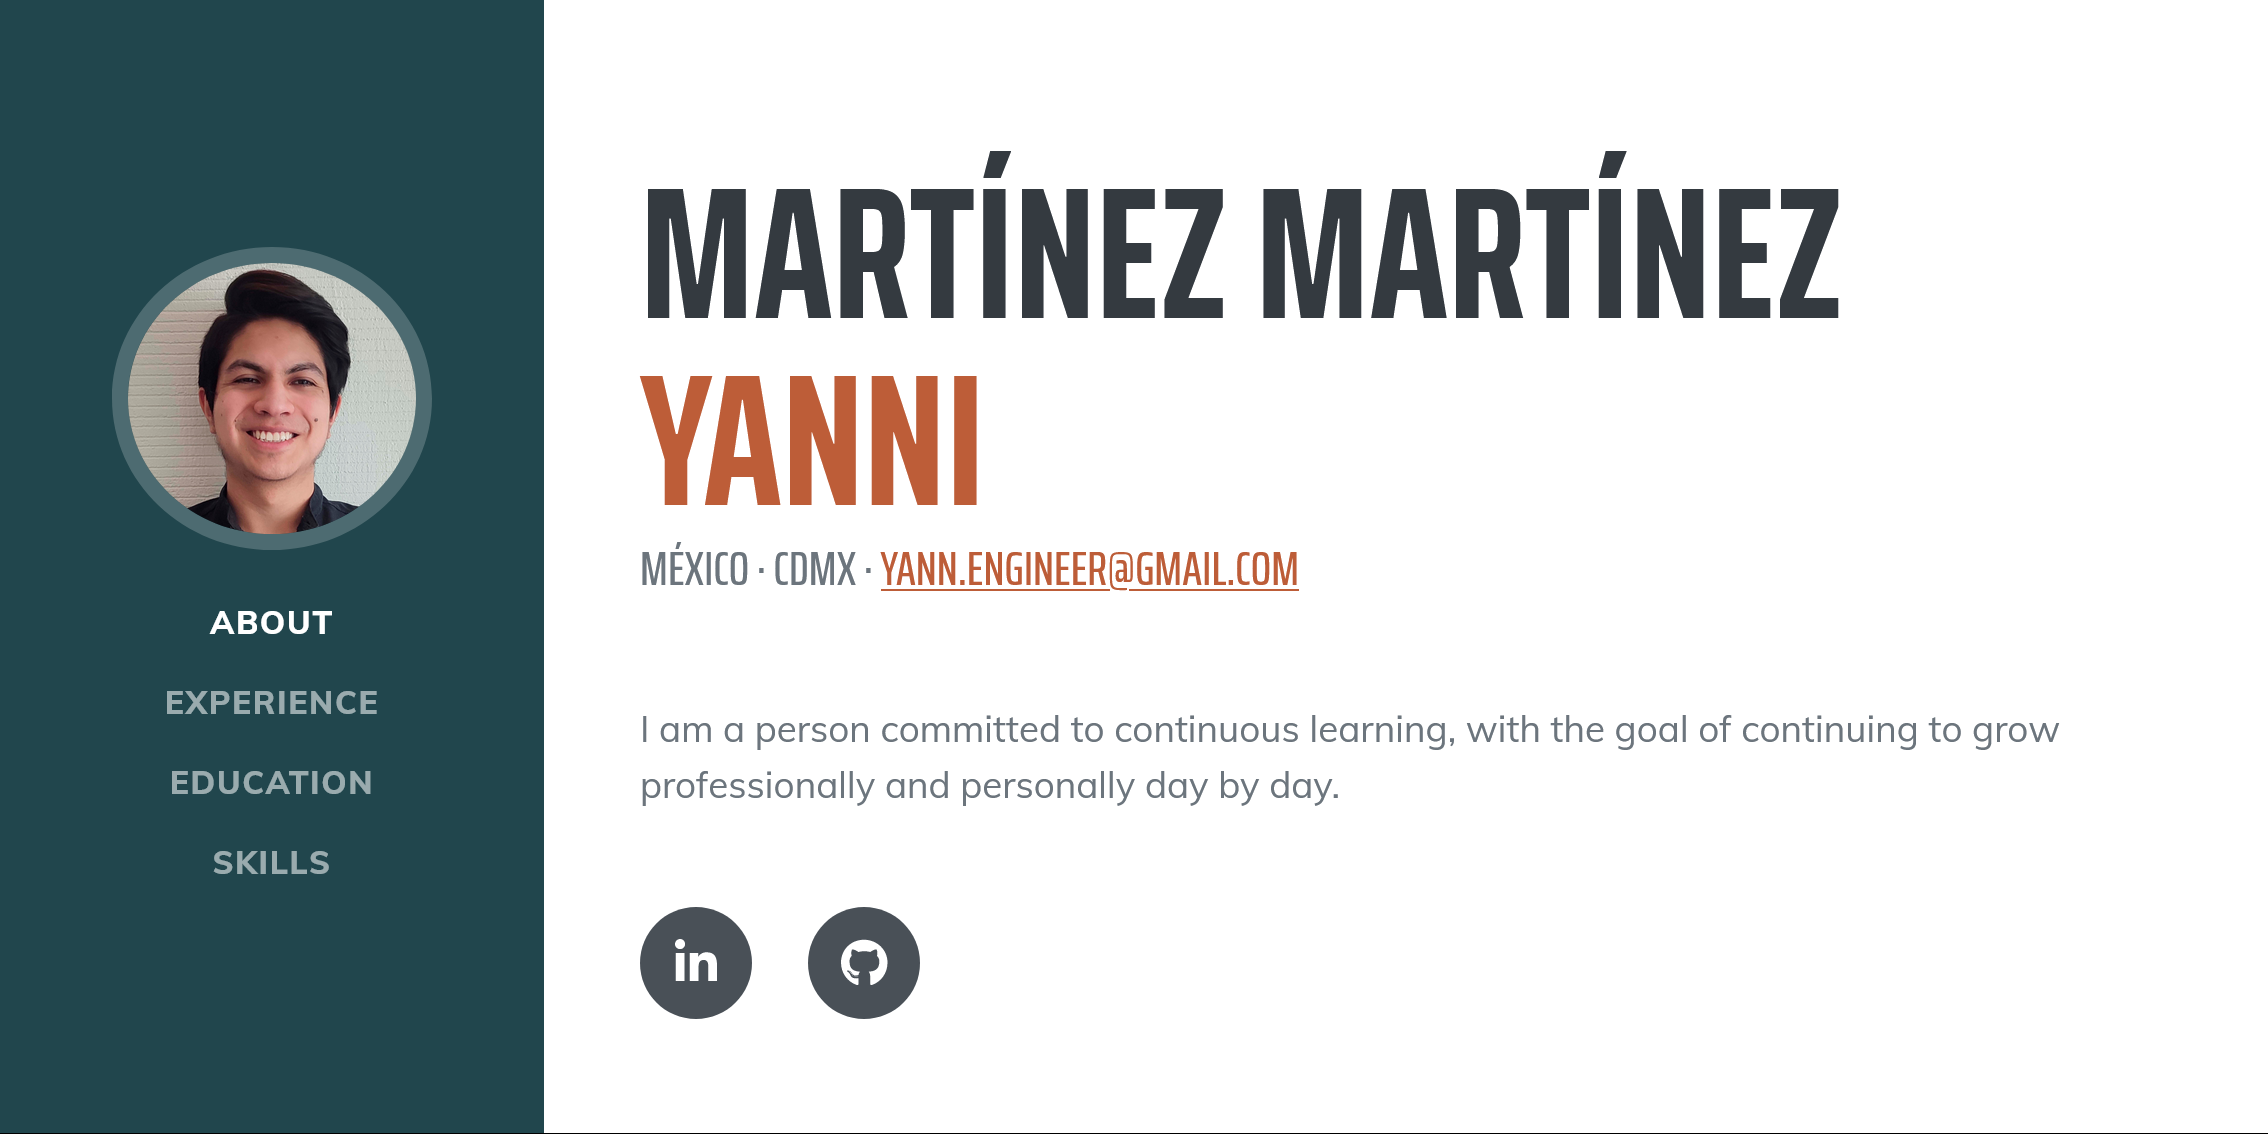 ABOUT
EXPERIENCE
EDUCATION
SKILLS
MARTÍNEZ MARTÍNEZ
YANNI
MÉXICO · CDMX · YANN.ENGINEER@GMAIL.COM
I am a person committed to continuous learning, with the goal of continuing to grow
professionally and personally day by day.
in